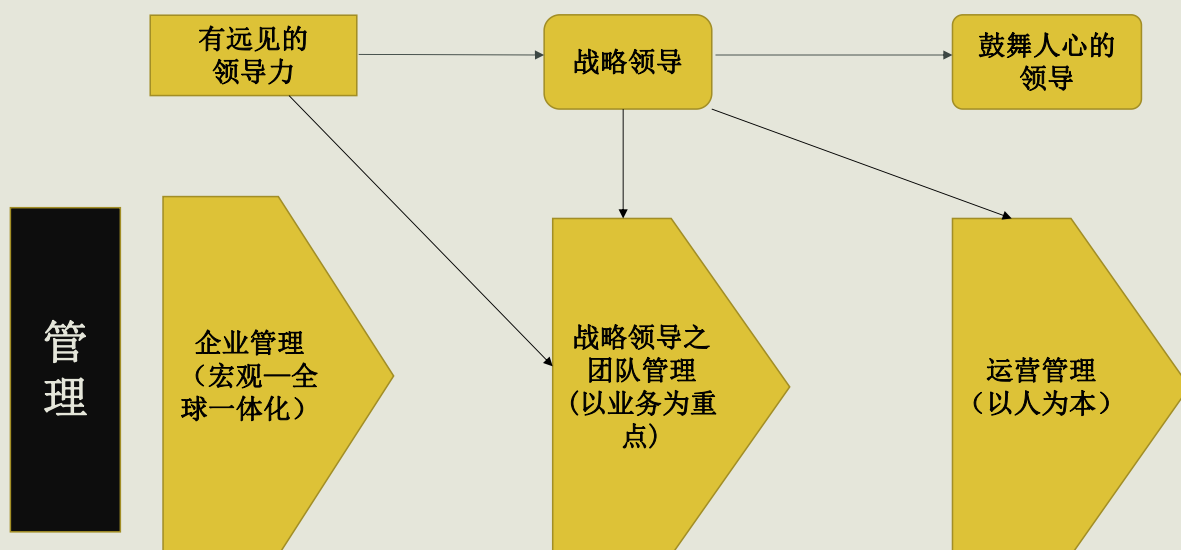 有远见的
领导力
战略领导
鼓舞人心的
领导
管
理
企业管理
（宏观—全
球一体化）
战略领导之
团队管理
(以业务为重
点)
运营管理
（以人为本）